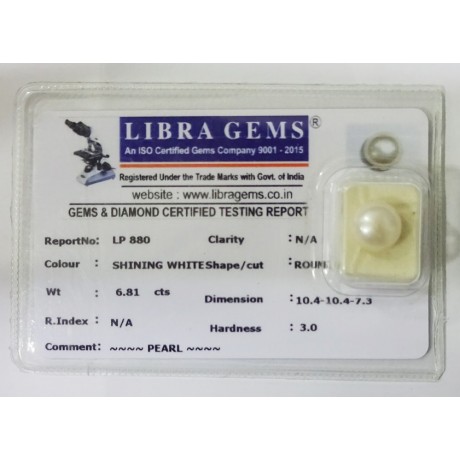 LIBRA GEMS ®
An ISO Certified Gems Company 9001 - 2015
Registered Under the Trade Marks with Govt. of India
website : www.libragems.co.in
GEMS & DIAMOND CERTIFIED TESTING REPORT
ReportNo: LP 880 Clarity : N/A
Colour : SHINING WHITE Shape/cut : ROUN
Wt : 6.81 cts Dimension : 10.4-10.4-7.3
R.Index : N/A Hardness : 3.0
Comment: ~~~~ PEARL ~~~~